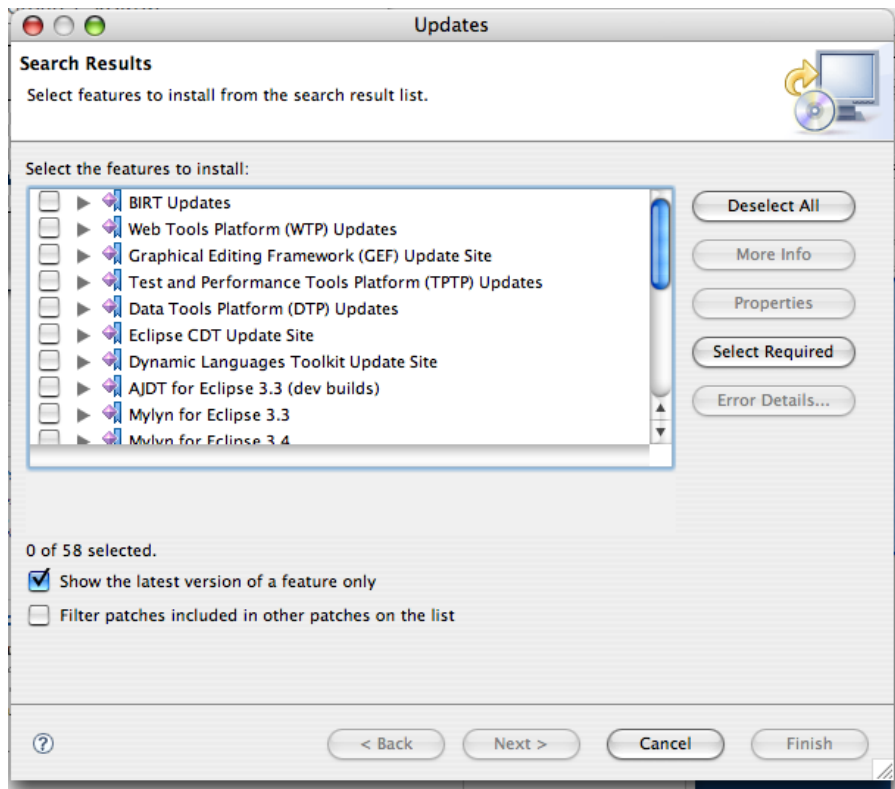 Updates
Search Results
Select features to install from the search result list.
Select the features to install:
BIRT Updates
Web Tools Platform (WTP) Updates
Graphical Editing Framework (GEF) Update Site
Test and Performance Tools Platform (TPTP) Updates
Data Tools Platform (DTP) Updates
Eclipse CDT Update Site
Dynamic Languages Toolkit Update Site
AJDT for Eclipse 3.3 (dev builds)
Mylyn for Eclipse 3.3
Mylyn for Eclipse 3.4
Deselect All
More Info
Properties
Select Required
Error Details...
0 of 58 selected.
Show the latest version of a feature only
Filter patches included in other patches on the list
?
< Back
Next >
Cancel
Finish